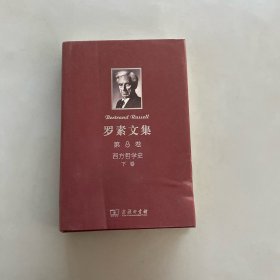 Bertrand Russell
罗素文集
第8卷
西方哲学史
下卷
商务印书馆